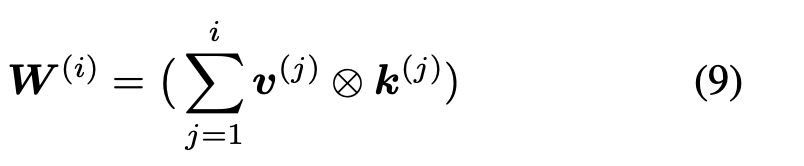 W^{(i)} = (\sum_{j=1}^{i} v^{(j)} \otimes k^{(j)}) (9)